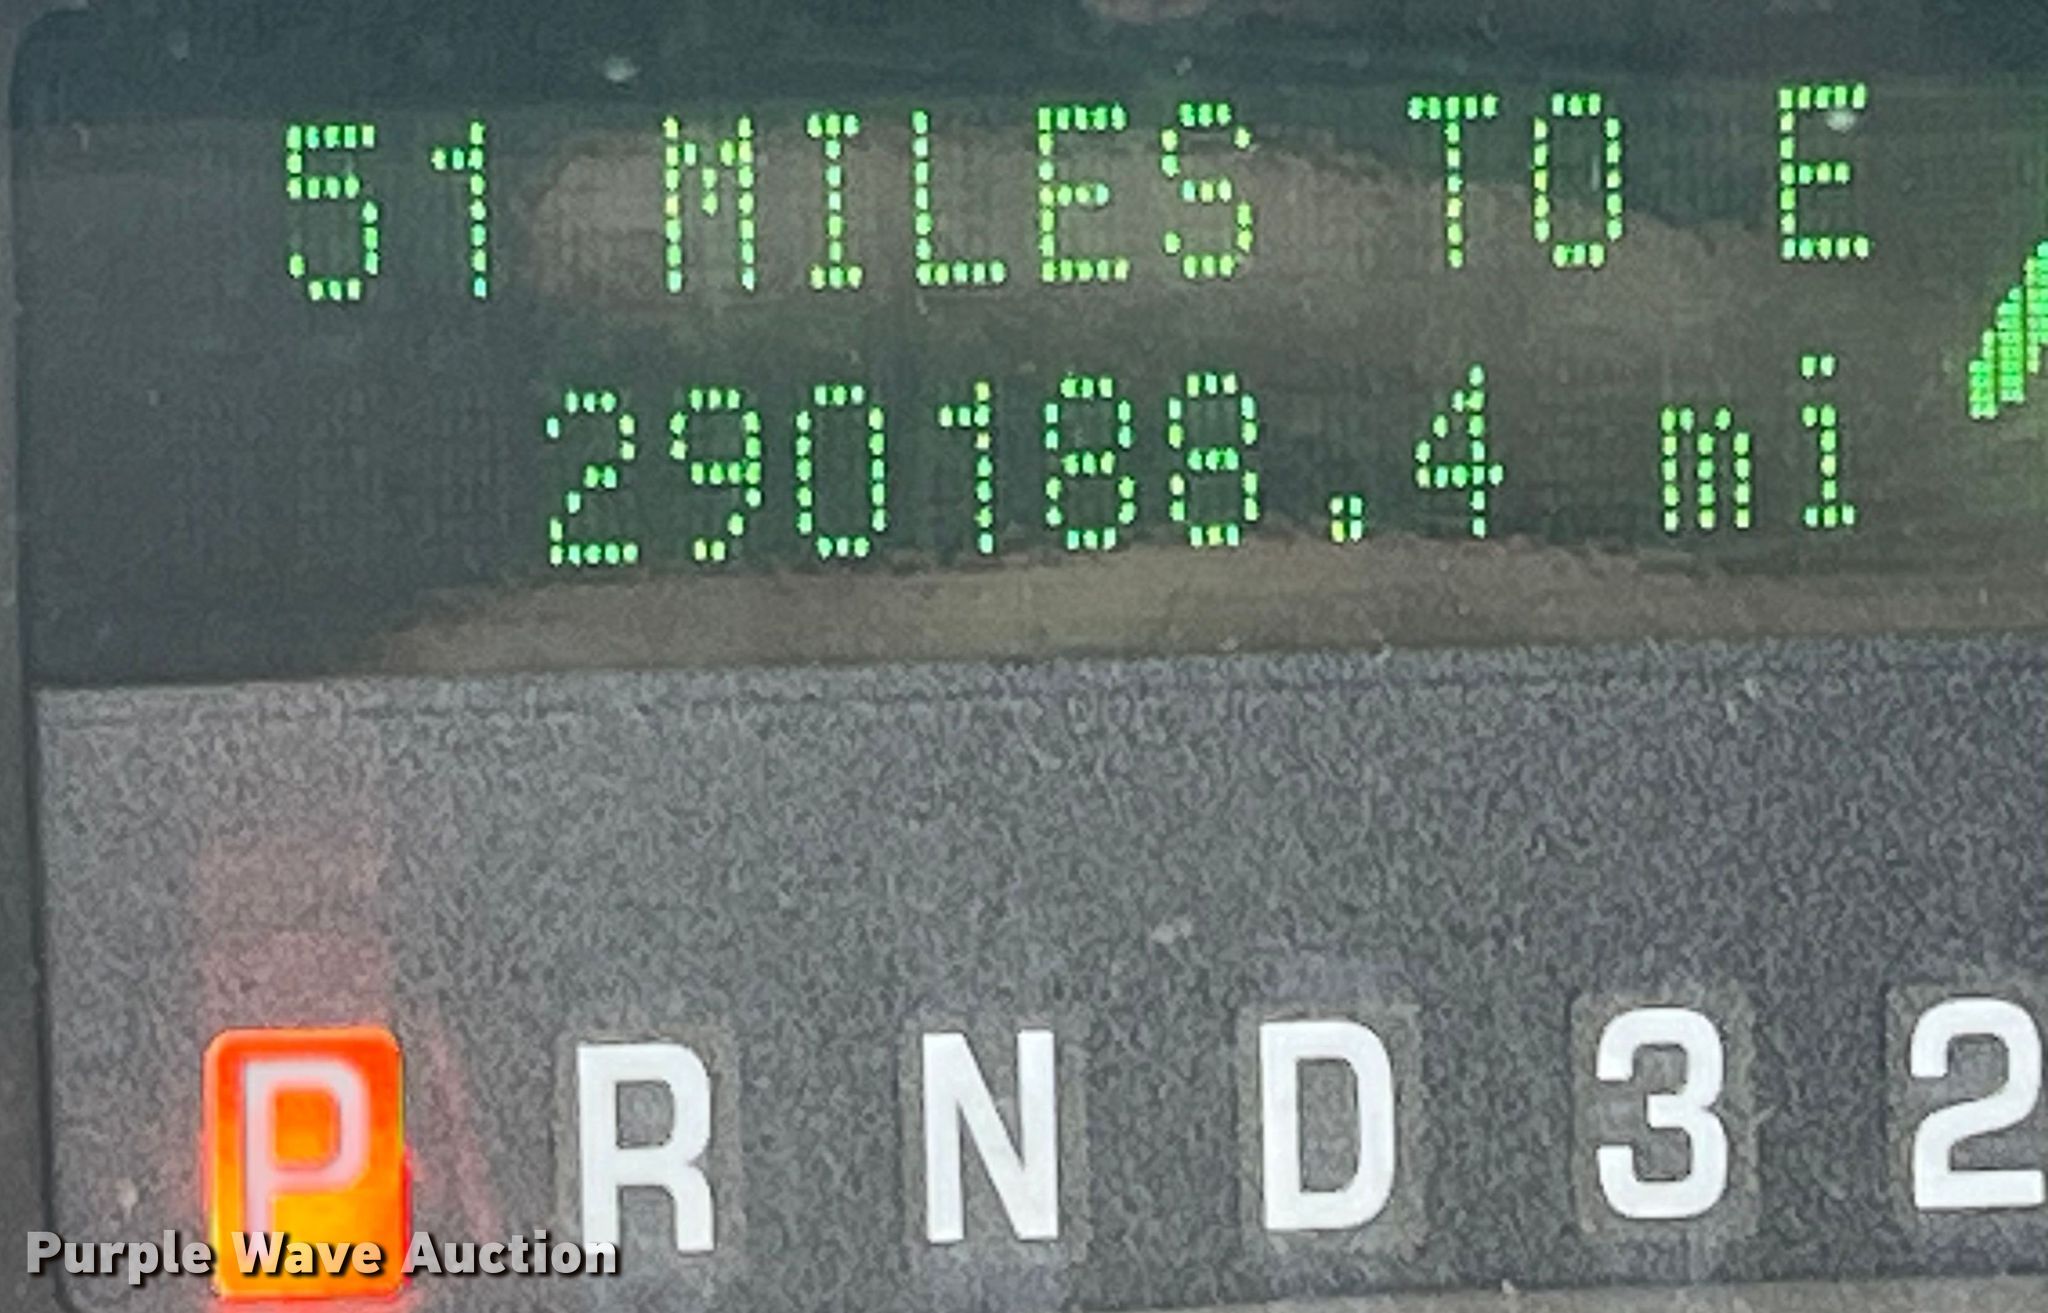 51 MILES TO E
290188.4 mi
P R N D 3 2
Purple Wave Auction